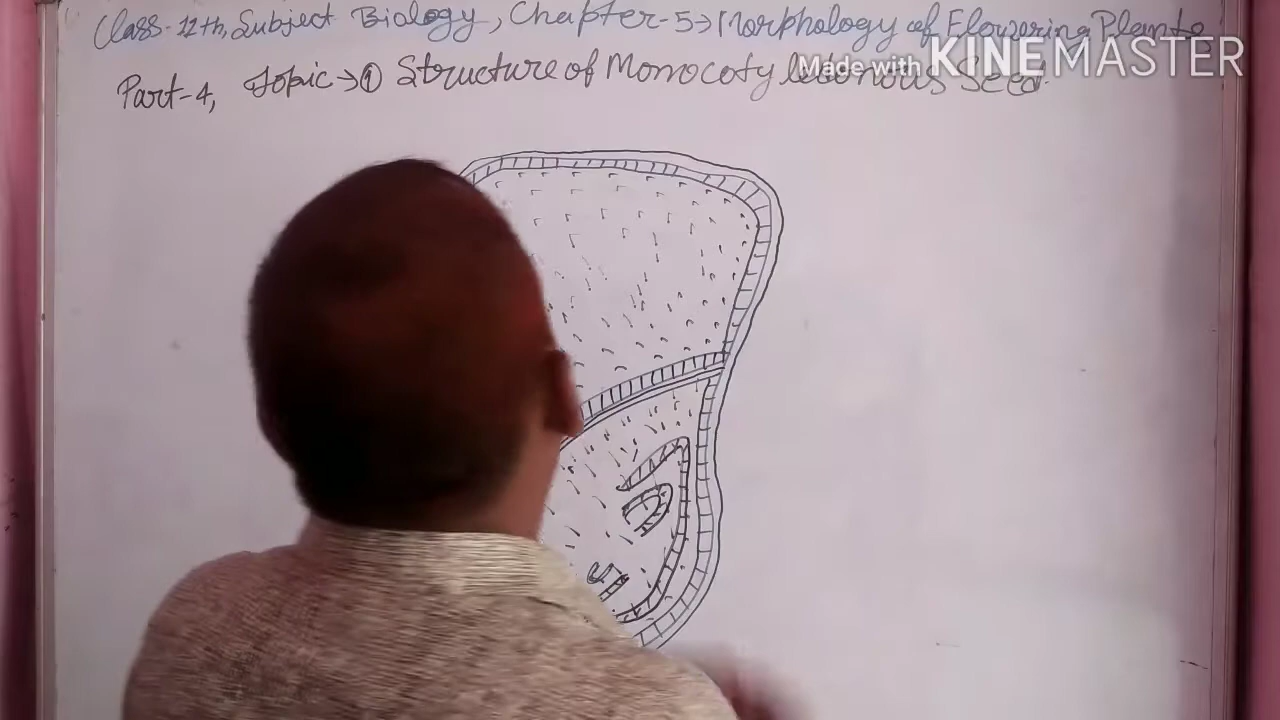 Class-11th, Subject Biology, Chapter-5→ Morphology of Flowering Plants
Made with KINEMASTER
Part-4, Topic→① Structure of Monocotyledonous Seed.